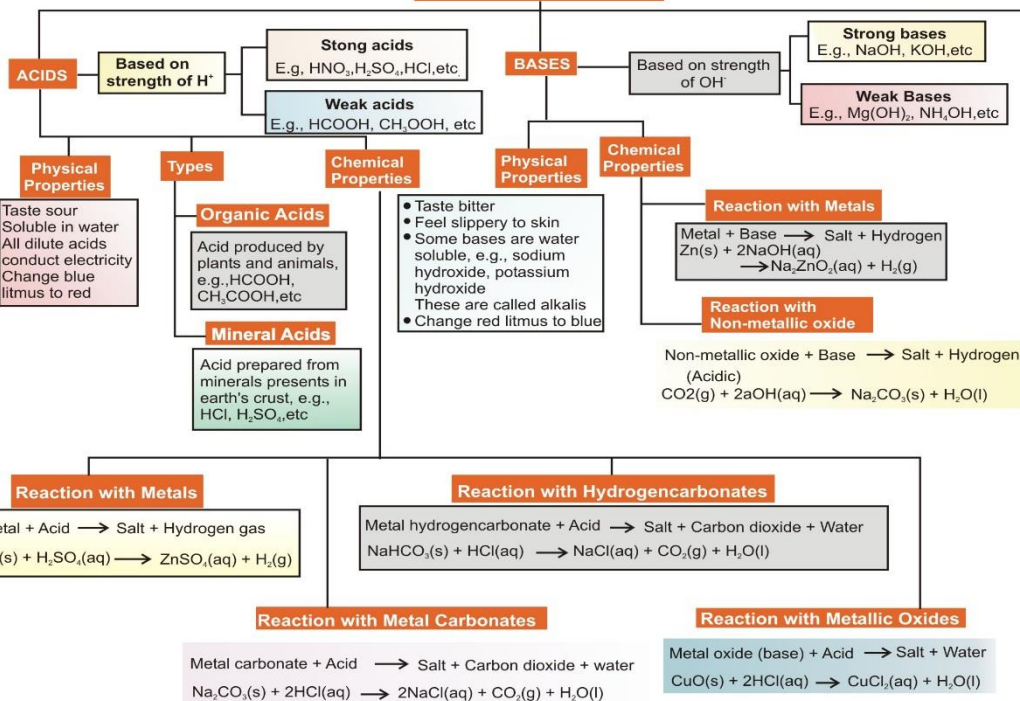 ACIDS
Based on
strength of H⁺
Stong acids
E.g, HNO₃,H₂SO₄,HCl,etc.
Weak acids
E.g., HCOOH, CH₃OOH, etc
BASES
Based on strength
of OH⁻
Strong bases
E.g., NaOH, KOH,etc
Weak Bases
E.g., Mg(OH)₂, NH₄OH,etc
Physical
Properties
Taste sour
Soluble in water
All dilute acids
conduct electricity
Change blue
litmus to red
Types
Organic Acids
Acid produced by
plants and animals,
e.g.,HCOOH,
CH₃COOH,etc
Mineral Acids
Acid prepared from
minerals presents in
earth's crust, e.g.,
HCl, H₂SO₄,etc
Chemical
Properties
Physical
Properties
• Taste bitter
• Feel slippery to skin
• Some bases are water
soluble, e.g., sodium
hydroxide, potassium
hydroxide
These are called alkalis
• Change red litmus to blue
Chemical
Properties
Reaction with Metals
Metal + Base → Salt + Hydrogen
Zn(s) + 2NaOH(aq)
→Na₂ZnO₂(aq) + H₂(g)
Reaction with
Non-metallic oxide
Non-metallic oxide + Base → Salt + Hydrogen
(Acidic)
CO2(g) + 2aOH(aq) → Na₂CO₃(s) + H₂O(l)
Reaction with Metals
etal + Acid → Salt + Hydrogen gas
(s) + H₂SO₄(aq) → ZnSO₄(aq) + H₂(g)
Reaction with Hydrogencarbonates
Metal hydrogencarbonate + Acid → Salt + Carbon dioxide + Water
NaHCO₃(s) + HCl(aq) → NaCl(aq) + CO₂(g) + H₂O(l)
Reaction with Metal Carbonates
Metal carbonate + Acid → Salt + Carbon dioxide + water
Na₂CO₃(s) + 2HCl(aq) → 2NaCl(aq) + CO₂(g) + H₂O(l)
Reaction with Metallic Oxides
Metal oxide (base) + Acid → Salt + Water
CuO(s) + 2HCl(aq) → CuCl₂(aq) + H₂O(l)